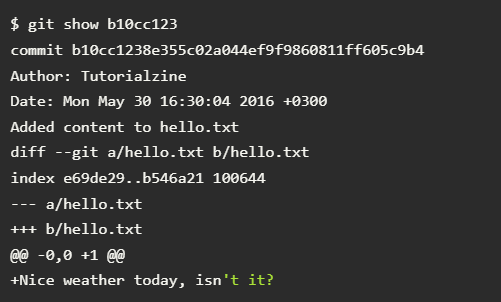 $ git show b10cc123
commit b10cc1238e355c02a044ef9f9860811ff605c9b4
Author: Tutorialzine
Date: Mon May 30 16:30:04 2016 +0300
Added content to hello.txt
diff --git a/hello.txt b/hello.txt
index e69de29..b546a21 100644
--- a/hello.txt
+++ b/hello.txt
@@ -0,0 +1 @@
+Nice weather today, isn't it?